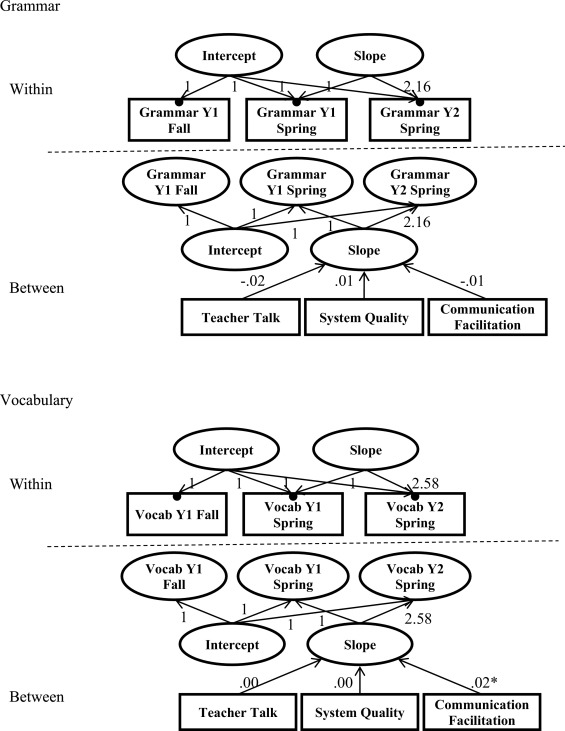 Grammar
Intercept Slope
Within
1 1 1 1 2.16
Grammar Y1 Fall
Grammar Y1 Spring
Grammar Y2 Spring
Grammar Y1 Fall
Grammar Y1 Spring
Grammar Y2 Spring
1 1 1 1 2.16
Intercept Slope
Between
-.02 .01 -.01
Teacher Talk
System Quality
Communication Facilitation
Vocabulary
Intercept Slope
Within
1 1 1 1 2.58
Vocab Y1 Fall
Vocab Y1 Spring
Vocab Y2 Spring
Vocab Y1 Fall
Vocab Y1 Spring
Vocab Y2 Spring
1 1 1 1 2.58
Intercept Slope
Between
.00 .00 .02*
Teacher Talk
System Quality
Communication Facilitation